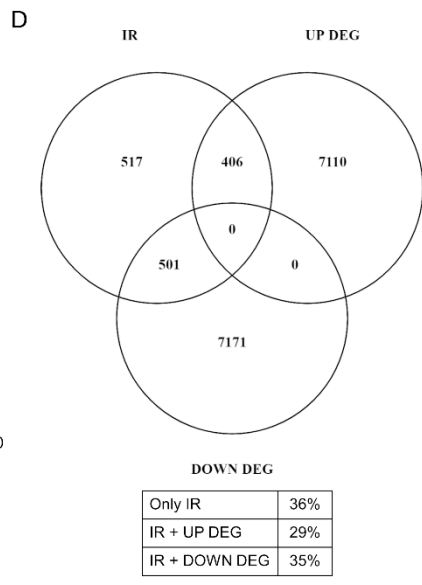 D
IR UP DEG
517 406 7110
0
501 0
7171
DOWN DEG
Only IR 36%
IR + UP DEG 29%
IR + DOWN DEG 35%